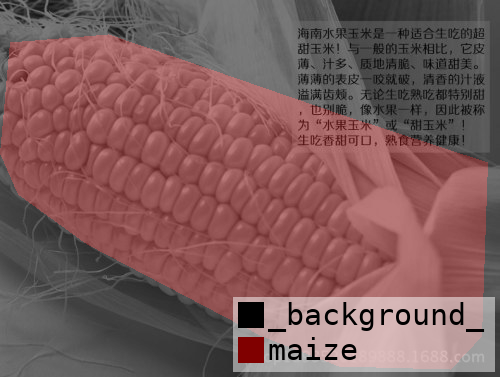 海南水果玉米是一种适合生吃的超
甜玉米！与一般的玉米相比，它皮
薄、汁多、质地清脆、味道甜美。
薄薄的表皮一咬就破，清香的汁液
溢满齿颊。无论生吃熟吃都特别甜
，也别脆，像水果一样，因此被称
为“水果玉米”或“甜玉米”！
生吃香甜可口，熟食营养健康！
_background_
maize